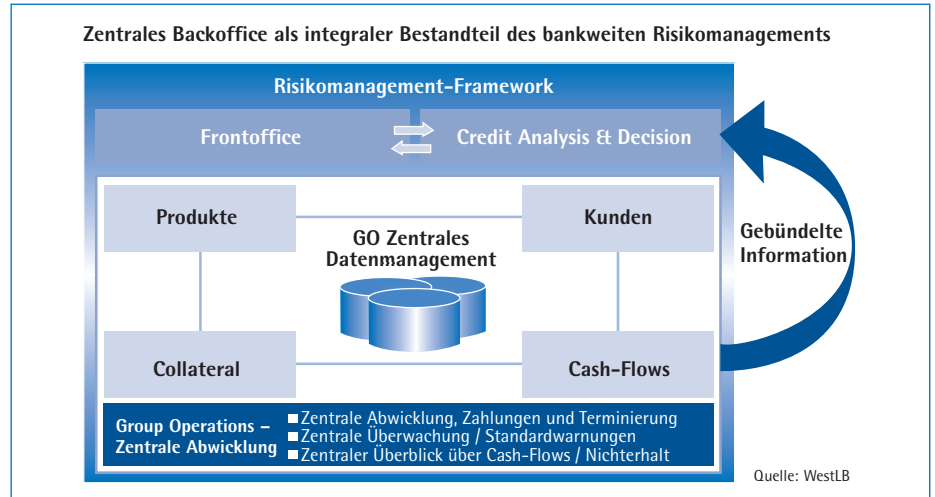 Zentrales Backoffice als integraler Bestandteil des bankweiten Risikomanagements
Risikomanagement-Framework
Frontoffice
Credit Analysis & Decision
Produkte
Kunden
GO Zentrales
Datenmanagement
Gebündelte
Information
Collateral
Cash-Flows
Group Operations –
Zentrale Abwicklung
Zentrale Abwicklung, Zahlungen und Terminierung
Zentrale Überwachung / Standardwarnungen
Zentraler Überblick über Cash-Flows / Nichterhalt
Quelle: WestLB